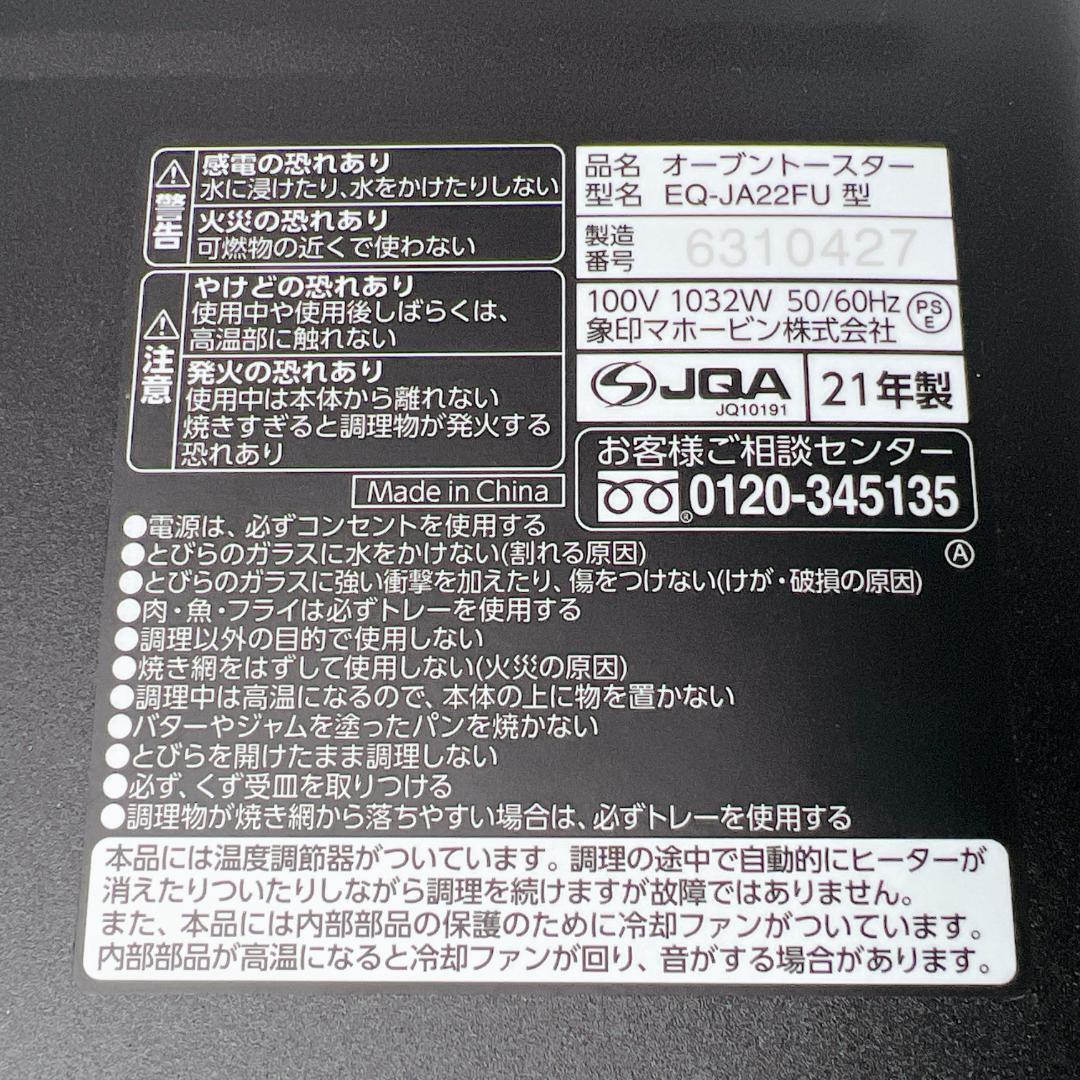 警告
感電の恐れあり
水に浸けたり、水をかけたりしない
火災の恐れあり
可燃物の近くで使わない
注意
やけどの恐れあり
使用中や使用後しばらくは、
高温部に触れない
発火の恐れあり
使用中は本体から離れない
焼きすぎると調理物が発火する
恐れあり
Made in China
品名 オーブントースター
型名 EQ-JA22FU 型
製造
番号 6310427
100V 1032W 50/60Hz
PS
E
象印マホービン株式会社
JQA
JQ10191
21年製
お客様ご相談センター
0120-345135
Ⓐ
●電源は、必ずコンセントを使用する
●とびらのガラスに水をかけない(割れる原因)
●とびらのガラスに強い衝撃を加えたり、傷をつけない(けが・破損の原因)
●肉・魚・フライは必ずトレーを使用する
●調理以外の目的で使用しない
●焼き網をはずして使用しない(火災の原因)
●調理中は高温になるので、本体の上に物を置かない
●バターやジャムを塗ったパンを焼かない
●とびらを開けたまま調理しない
●必ず、くず受皿を取りつける
●調理物が焼き網から落ちやすい場合は、必ずトレーを使用する
本品には温度調節器がついています。調理の途中で自動的にヒーターが
消えたりついたりしながら調理を続けますが故障ではありません。
また、本品には内部部品の保護のために冷却ファンがついています。
内部部品が高温になると冷却ファンが回り、音がする場合があります。